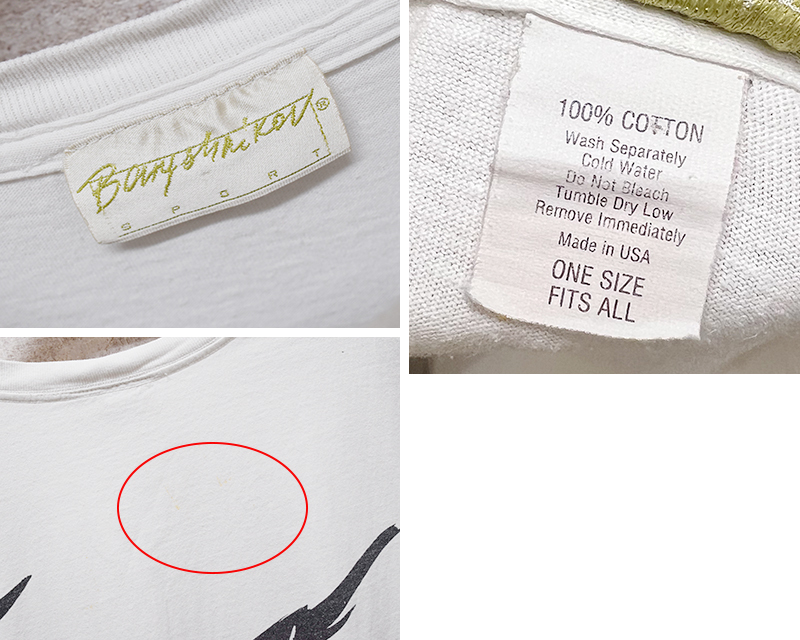 Baryshnikov®
SPORT
100% COTTON
Wash Separately
Cold Water
Do Not Bleach
Tumble Dry Low
Remove Immediately
Made in USA
ONE SIZE
FITS ALL